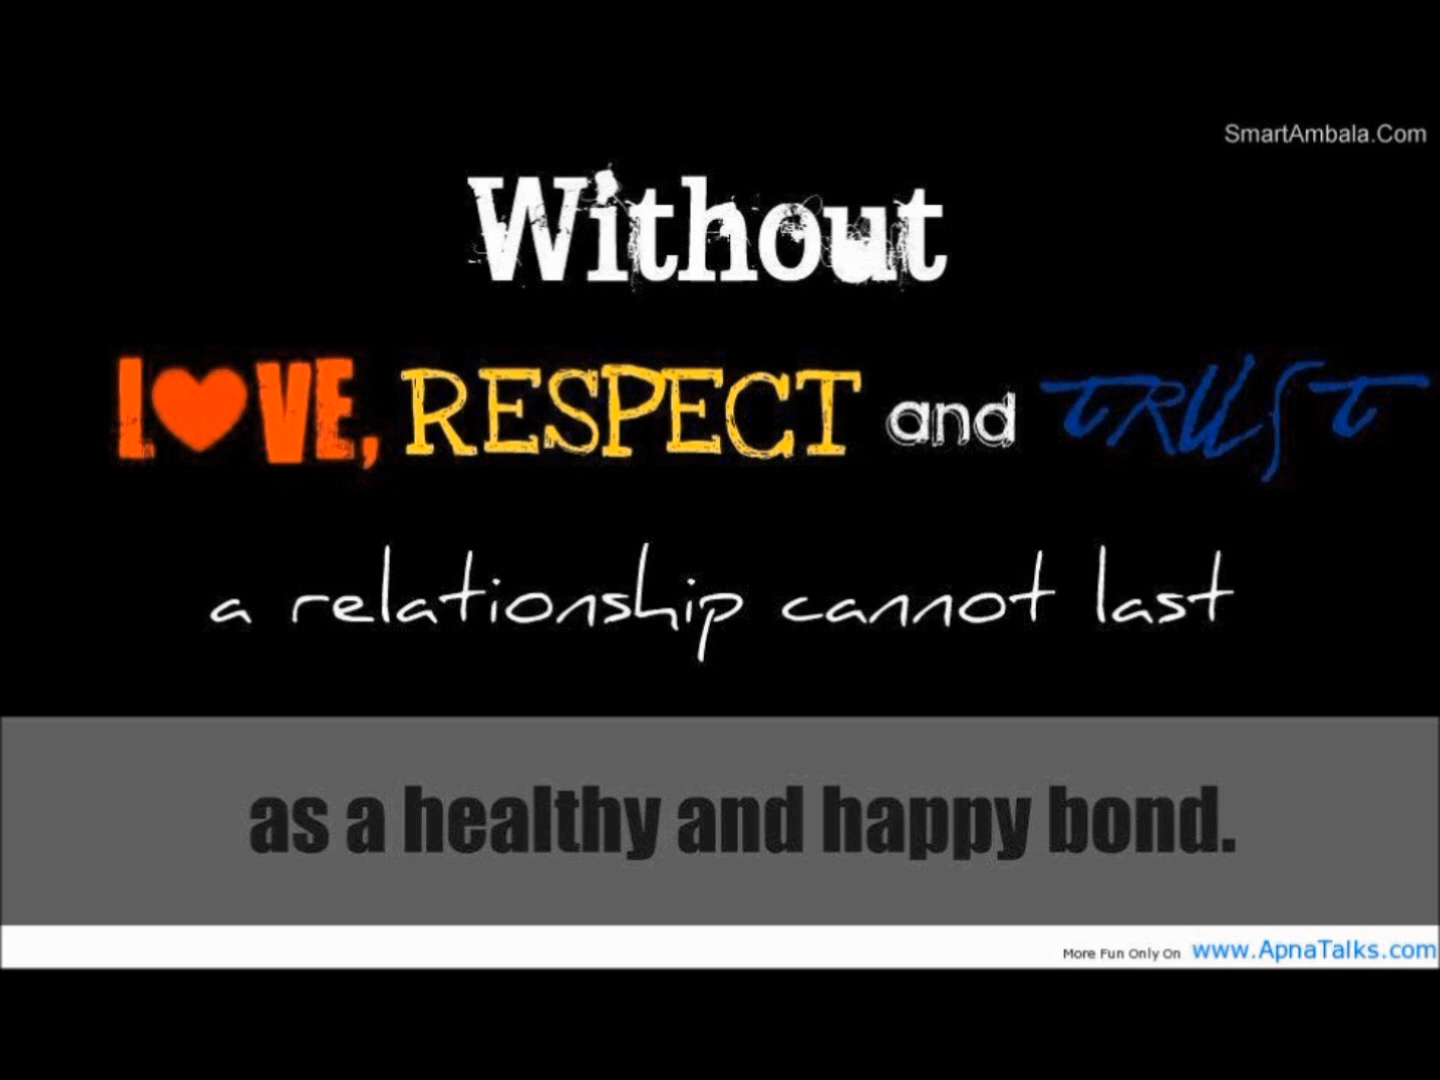 SmartAmbala.Com
Without
L♥VE, RESPECT and TRUST
a relationship cannot last
as a healthy and happy bond.
More Fun Only On www.ApnaTalks.com